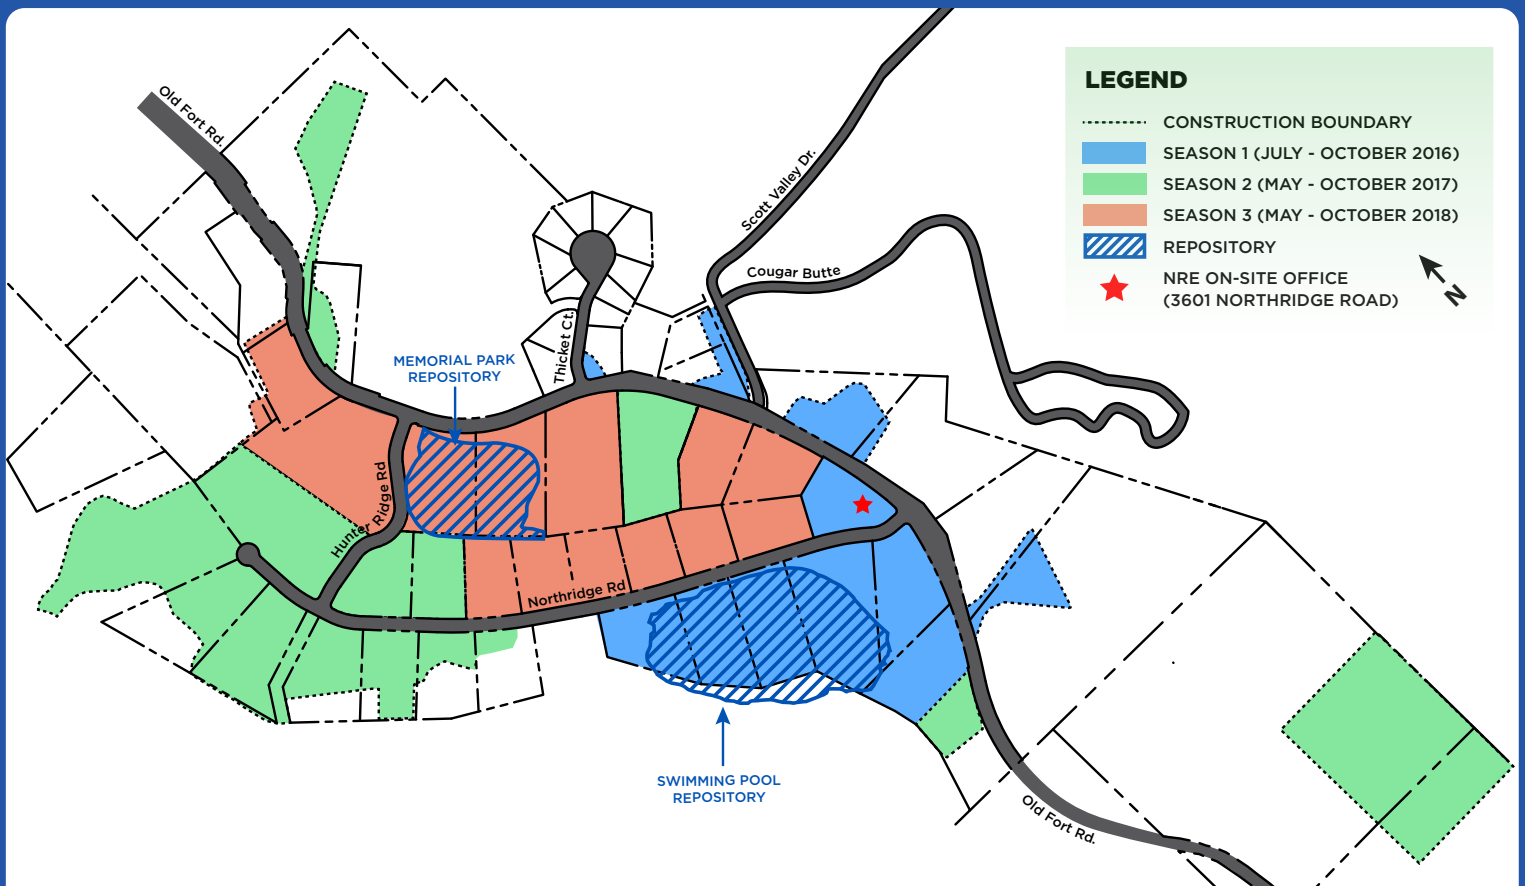 Old Fort Rd.
Scott Valley Dr.
Cougar Butte
Thicket Ct.
MEMORIAL PARK
REPOSITORY
Hunter Ridge Rd
Northridge Rd
SWIMMING POOL
REPOSITORY
Old Fort Rd.
LEGEND
CONSTRUCTION BOUNDARY
SEASON 1 (JULY - OCTOBER 2016)
SEASON 2 (MAY - OCTOBER 2017)
SEASON 3 (MAY - OCTOBER 2018)
REPOSITORY
NRE ON-SITE OFFICE
(3601 NORTHRIDGE ROAD)
N